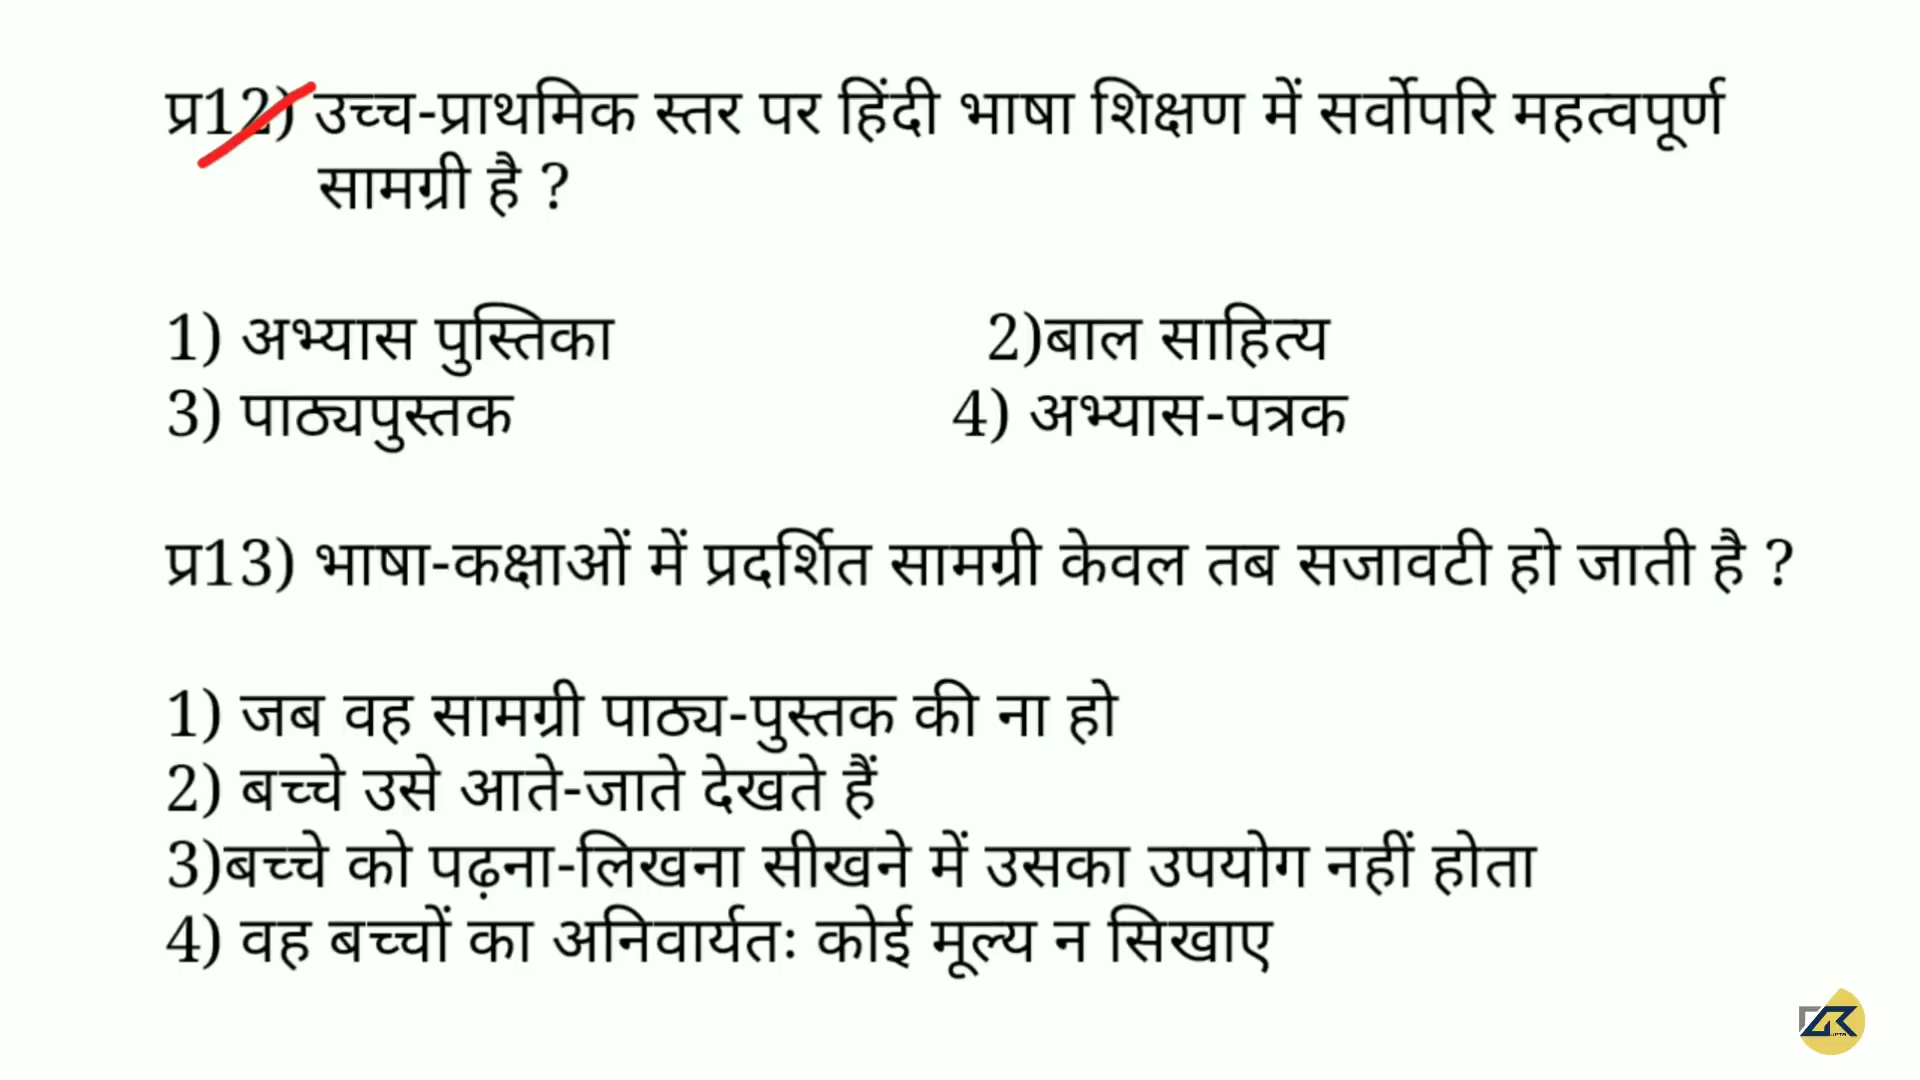 प्र12) उच्च-प्राथमिक स्तर पर हिंदी भाषा शिक्षण में सर्वोपरि महत्वपूर्ण
सामग्री है ?
1) अभ्यास पुस्तिका 2)बाल साहित्य
3) पाठ्यपुस्तक 4) अभ्यास-पत्रक
प्र13) भाषा-कक्षाओं में प्रदर्शित सामग्री केवल तब सजावटी हो जाती है ?
1) जब वह सामग्री पाठ्य-पुस्तक की ना हो
2) बच्चे उसे आते-जाते देखते हैं
3)बच्चे को पढ़ना-लिखना सीखने में उसका उपयोग नहीं होता
4) वह बच्चों का अनिवार्यतः कोई मूल्य न सिखाए